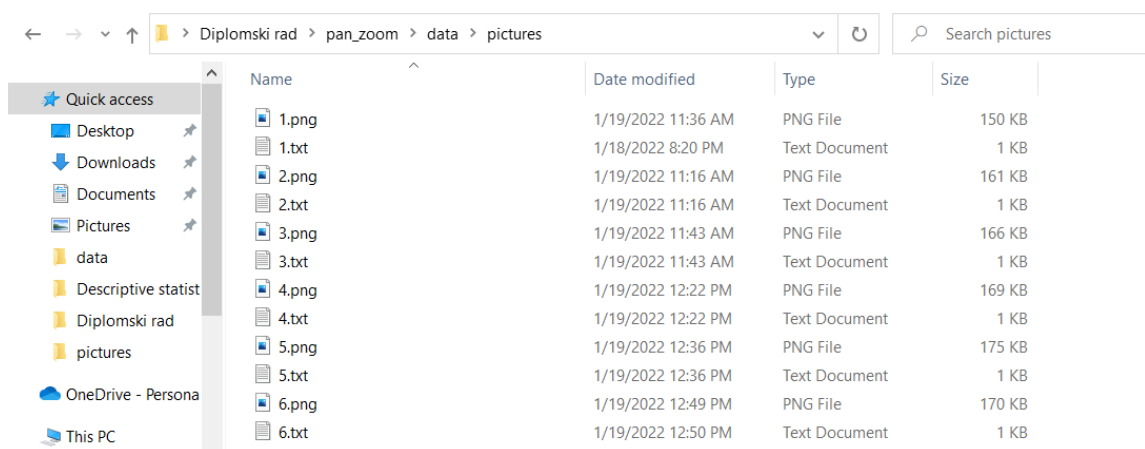 Diplomski rad > pan_zoom > data > pictures
Search pictures
Name Date modified Type Size
Quick access
Desktop
Downloads
Documents
Pictures
data
Descriptive statist
Diplomski rad
pictures
OneDrive - Persona
This PC
1.png 1/19/2022 11:36 AM PNG File 150 KB
1.txt 1/18/2022 8:20 PM Text Document 1 KB
2.png 1/19/2022 11:16 AM PNG File 161 KB
2.txt 1/19/2022 11:16 AM Text Document 1 KB
3.png 1/19/2022 11:43 AM PNG File 166 KB
3.txt 1/19/2022 11:43 AM Text Document 1 KB
4.png 1/19/2022 12:22 PM PNG File 169 KB
4.txt 1/19/2022 12:22 PM Text Document 1 KB
5.png 1/19/2022 12:36 PM PNG File 175 KB
5.txt 1/19/2022 12:36 PM Text Document 1 KB
6.png 1/19/2022 12:49 PM PNG File 170 KB
6.txt 1/19/2022 12:50 PM Text Document 1 KB